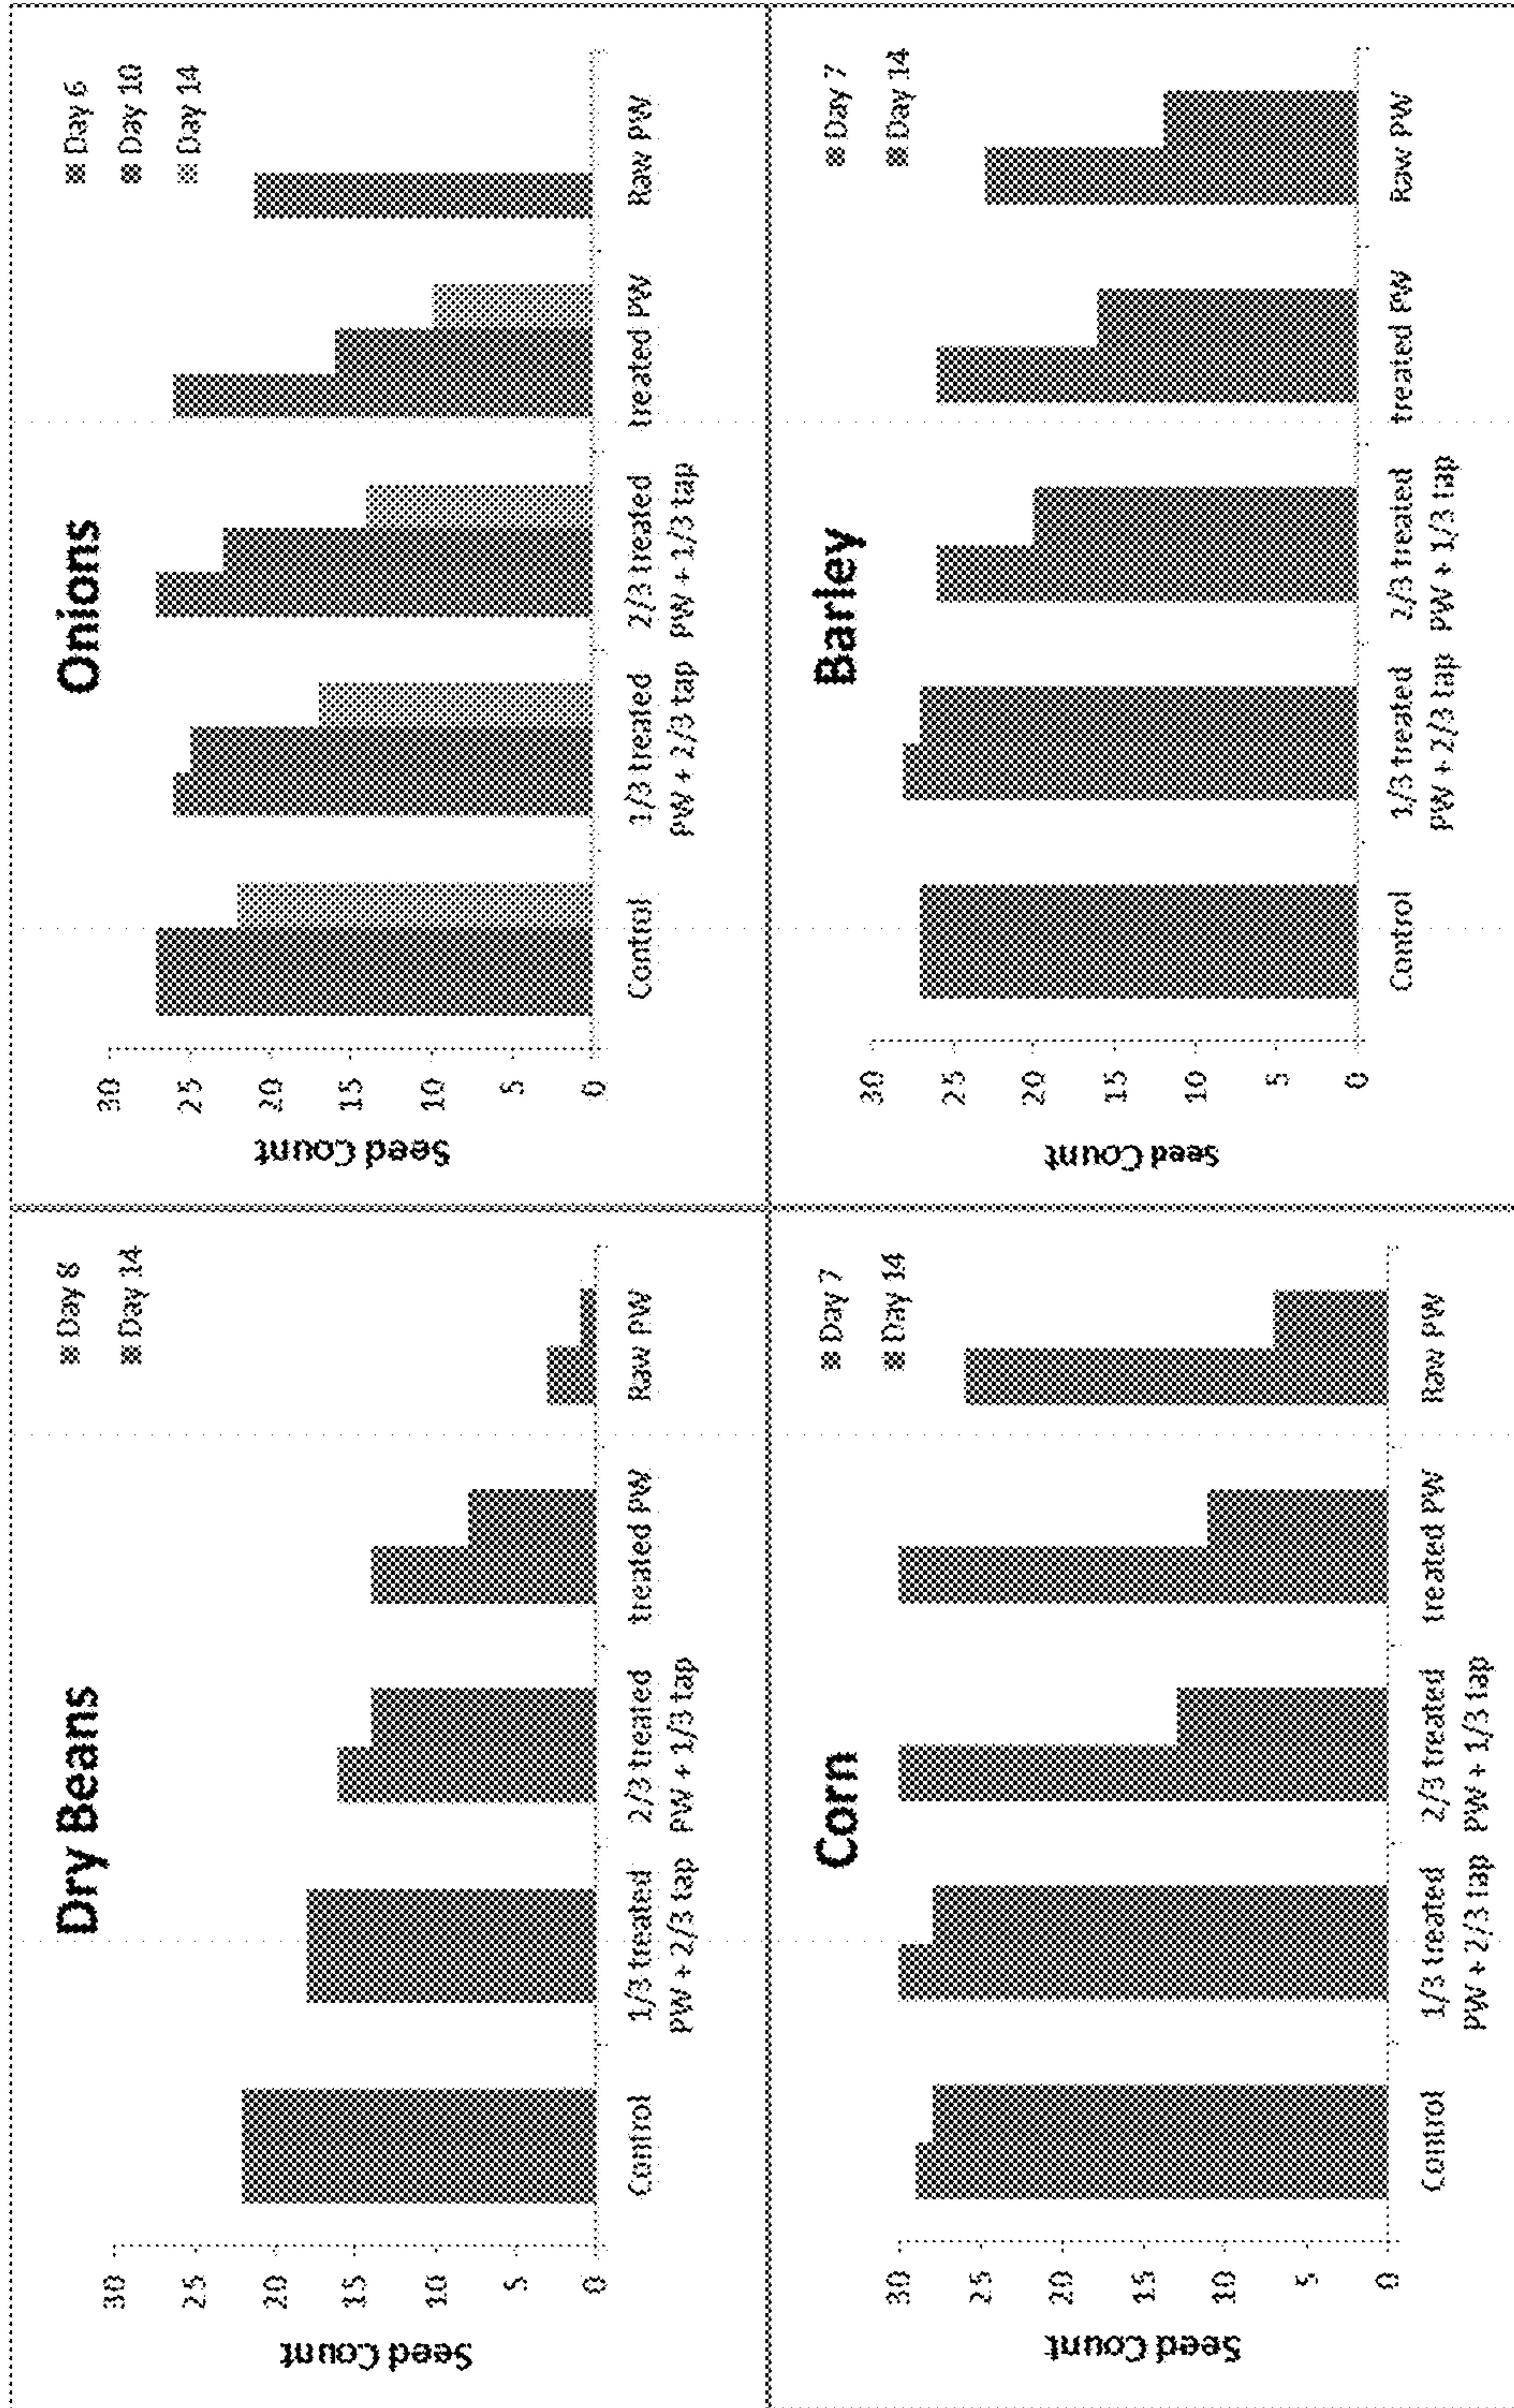 Dry Beans
Day 8
Day 14
Seed Count
30
25
20
15
10
5
0
Control
1/3 treated
PW + 2/3 tap
2/3 treated
PW + 1/3 tap
treated PW
Raw PW
Onions
Day 6
Day 10
Day 14
Seed Count
30
25
20
15
10
5
0
Control
1/3 treated
PW + 2/3 tap
2/3 treated
PW + 1/3 tap
treated PW
Raw PW
Corn
Day 7
Day 14
Seed Count
30
25
20
15
10
5
0
Control
1/3 treated
PW + 2/3 tap
2/3 treated
PW + 1/3 tap
treated PW
Raw PW
Barley
Day 7
Day 14
Seed Count
30
25
20
15
10
5
0
Control
1/3 treated
PW + 2/3 tap
2/3 treated
PW + 1/3 tap
treated PW
Raw PW